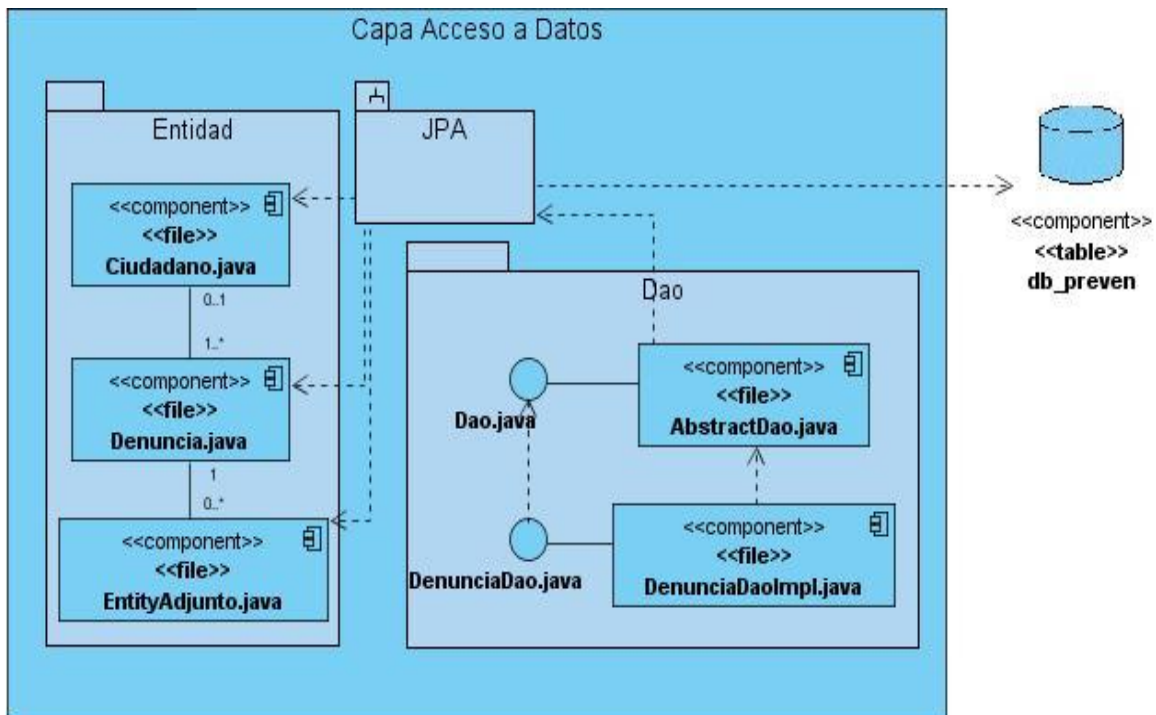 Capa Acceso a Datos
Entidad
<<component>>
<<file>>
Ciudadano.java
0..1
1..*
<<component>>
<<file>>
Denuncia.java
1
0..*
<<component>>
<<file>>
EntityAdjunto.java
JPA
Dao
Dao.java
<<component>>
<<file>>
AbstractDao.java
DenunciaDao.java
<<component>>
<<file>>
DenunciaDaoImpl.java
<<component>>
<<table>>
db_preven